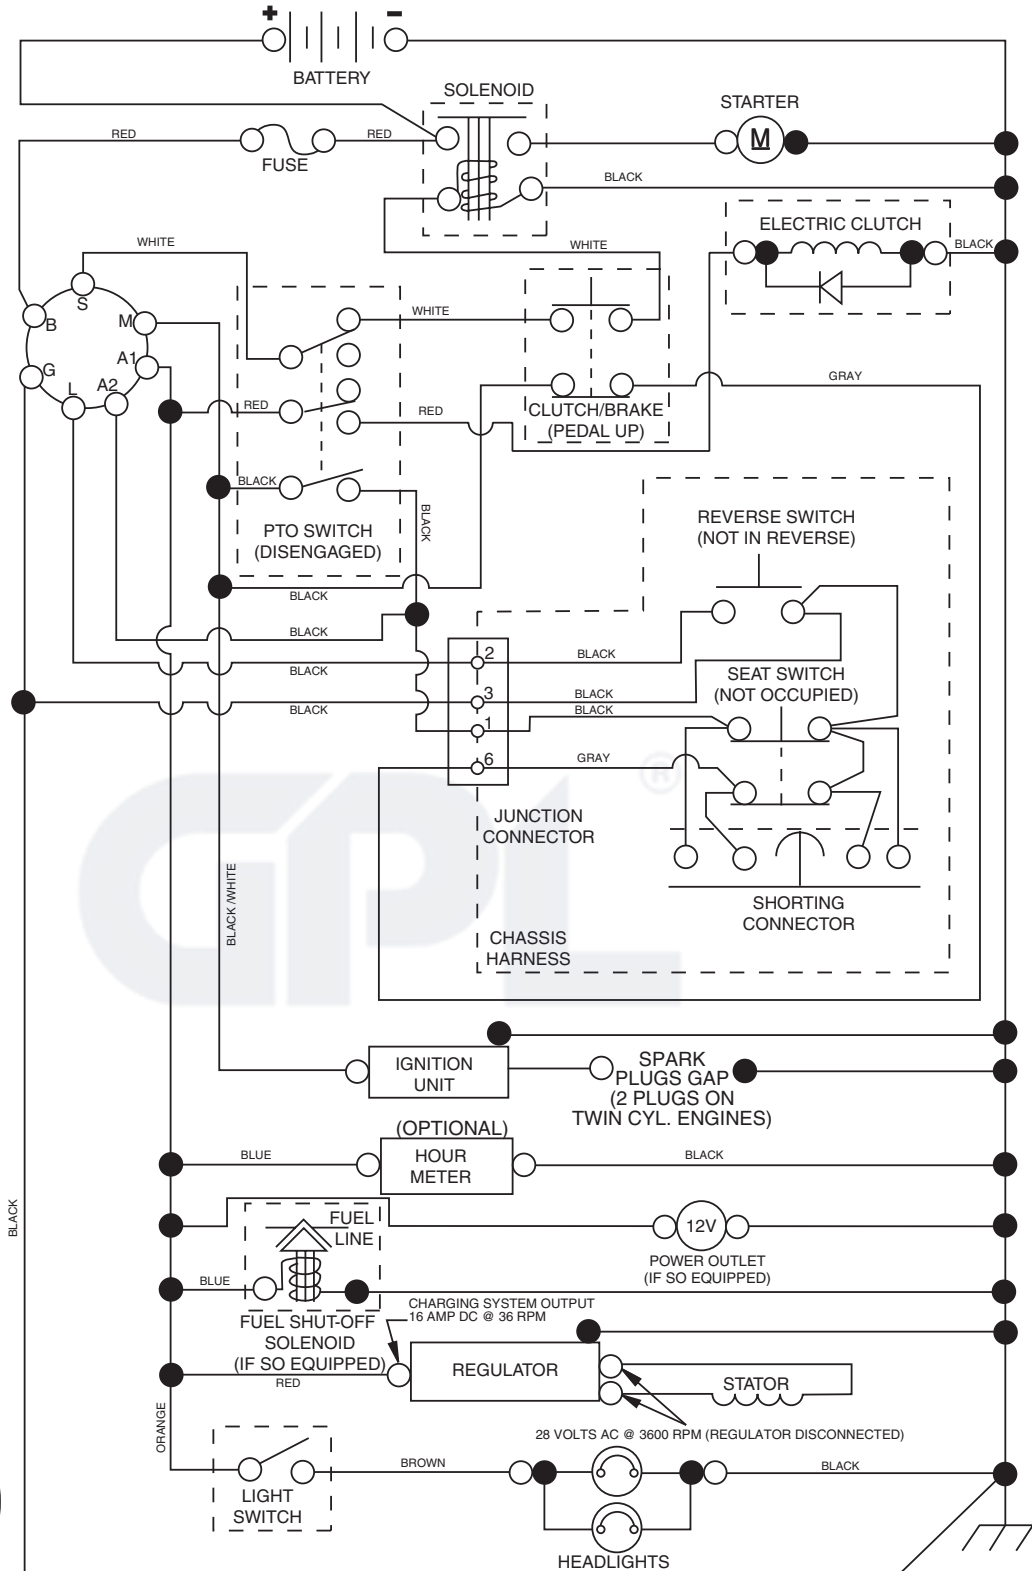 + -
BATTERY
SOLENOID
STARTER
M
RED
FUSE
RED
BLACK
WHITE
WHITE
ELECTRIC CLUTCH
BLACK
S
B
M
A1
G
L
A2
WHITE
RED
RED
GRAY
CLUTCH/BRAKE
(PEDAL UP)
BLACK
PTO SWITCH
(DISENGAGED)
BLACK
REVERSE SWITCH
(NOT IN REVERSE)
BLACK
BLACK
BLACK
2
BLACK
SEAT SWITCH
(NOT OCCUPIED)
BLACK
3
BLACK
BLACK
1
6
GRAY
®
GPL
JUNCTION
CONNECTOR
BLACK /WHITE
SHORTING
CONNECTOR
CHASSIS
HARNESS
IGNITION
UNIT
SPARK
PLUGS GAP
(2 PLUGS ON
TWIN CYL. ENGINES)
(OPTIONAL)
HOUR
METER
BLUE
BLACK
BLACK
FUEL
LINE
12V
POWER OUTLET
(IF SO EQUIPPED)
BLUE
FUEL SHUT-OFF
SOLENOID
(IF SO EQUIPPED)
CHARGING SYSTEM OUTPUT
16 AMP DC @ 36 RPM
RED
REGULATOR
STATOR
28 VOLTS AC @ 3600 RPM (REGULATOR DISCONNECTED)
ORANGE
BROWN
BLACK
LIGHT
SWITCH
HEADLIGHTS